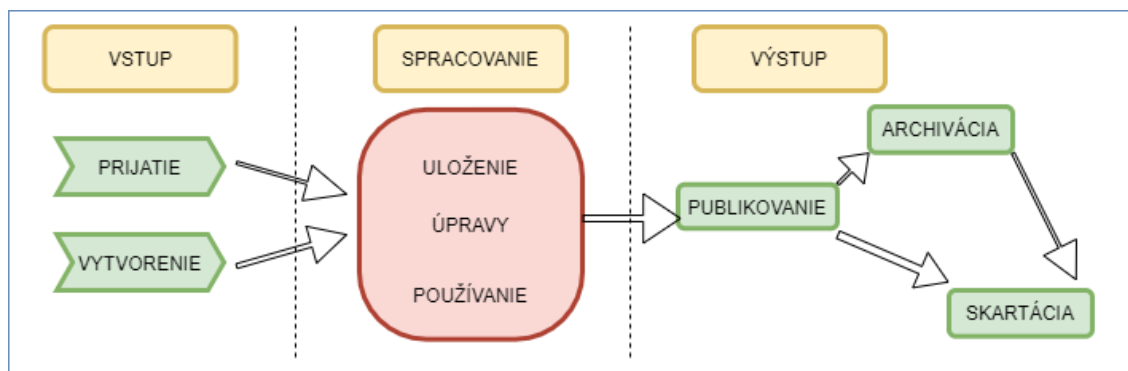 VSTUP
SPRACOVANIE
VÝSTUP
PRIJATIE
VYTVORENIE
ULOŽENIE
ÚPRAVY
POUŽÍVANIE
PUBLIKOVANIE
ARCHIVÁCIA
SKARTÁCIA